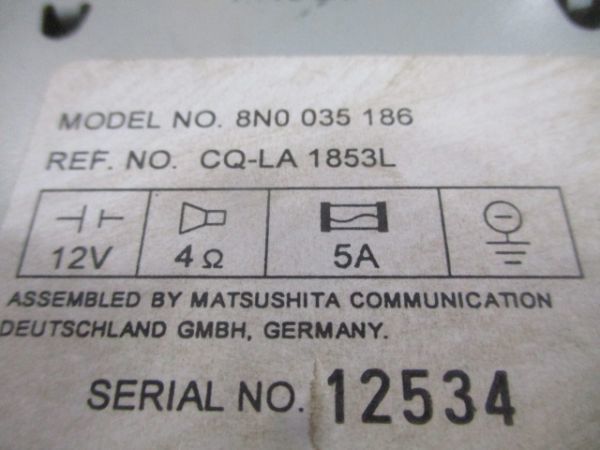 MODEL NO. 8N0 035 186
REF. NO. CQ-LA 1853L
12V 4Ω 5A
ASSEMBLED BY MATSUSHITA COMMUNICATION
DEUTSCHLAND GMBH, GERMANY.
SERIAL NO. 12534